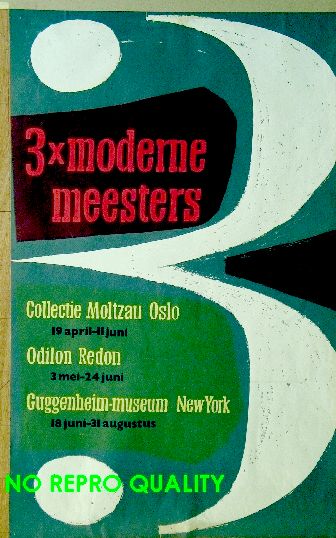 3×moderne
meesters
Collectie Moltzau Oslo
19 april-11 juni
Odilon Redon
3 mei-24 juni
Guggenheim-museum New York
18 juni-31 augustus
NO REPRO QUALITY